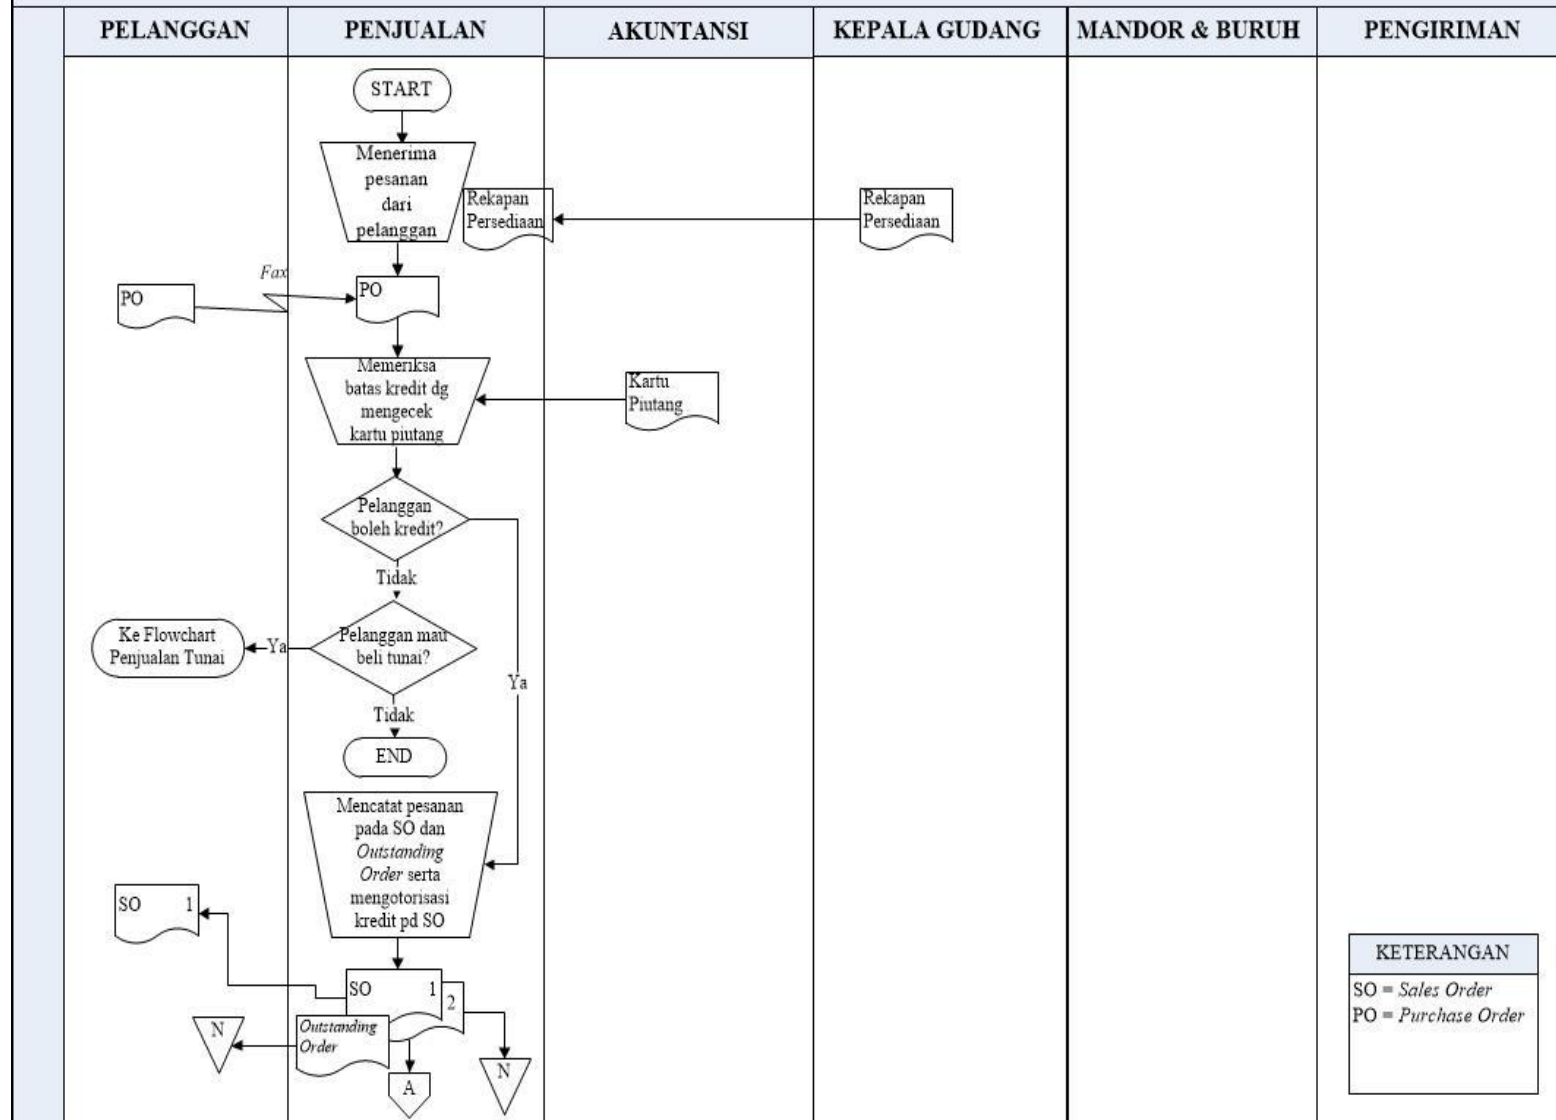 PELANGGAN
PENJUALAN
AKUNTANSI
KEPALA GUDANG
MANDOR & BURUH
PENGIRIMAN
START
Menerima
pesanan
dari
pelanggan
Rekapan
Persediaan
Rekapan
Persediaan
Fax
PO
PO
Memeriksa
batas kredit dg
mengecek
kartu piutang
Kartu
Piutang
Pelanggan
boleh kredit?
Tidak
Ke Flowchart
Penjualan Tunai
Ya
Pelanggan mau
beli tunai?
Ya
Tidak
END
Mencatat pesanan
pada SO dan
Outstanding
Order serta
mengotorisasi
kredit pd SO
SO 1
SO 1
2
N
Outstanding
Order
A
N
KETERANGAN
SO = Sales Order
PO = Purchase Order